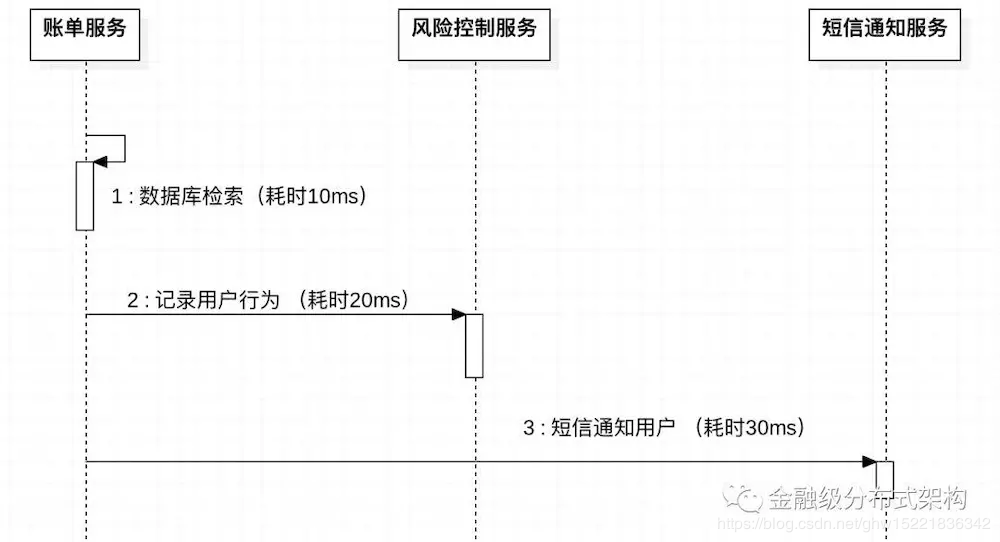 账单服务
风险控制服务
短信通知服务
1 : 数据库检索（耗时10ms）
2 : 记录用户行为 （耗时20ms）
3 : 短信通知用户 （耗时30ms）
金融级分布式架构
https://blog.csdn.net/ghw15221836342